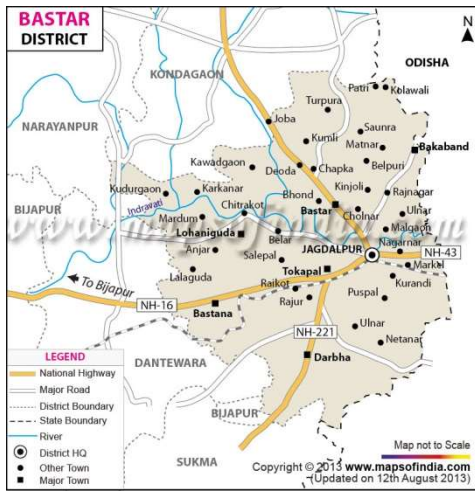 BASTAR
DISTRICT
N
KONDAGAON
ODISHA
Patri
Kolawali
Turpura
Joba
Saunra
NARAYANPUR
Kumli
Matnar
Bakaband
Kawadgaon
Deoda
Chapka
Belpuri
Kudurgaon
Karkanar
Kinjoli
Rajnagar
BIJAPUR
Indravati
Chitrakot
Bhond
Bastar
Cholnar
Ulnar
Mardum
Malgaon
www.mapsofindia.com
Lohaniguda
Belar
JAGDALPUR
Nagarnar
Anjar
Salepal
NH-43
Markel
Lalaguda
Tokapal
To Bijapur
Raikot
Kurandi
NH-16
Rajur
Puspal
Bastana
Ulnar
NH-221
Netanar
LEGEND
National Highway
Major Road
District Boundary
State Boundary
River
District HQ
Other Town
Major Town
DANTEWARA
Darbha
BIJAPUR
SUKMA
Map not to Scale
Copyright © 2013 www.mapsofindia.com
(Updated on 12th August 2013)